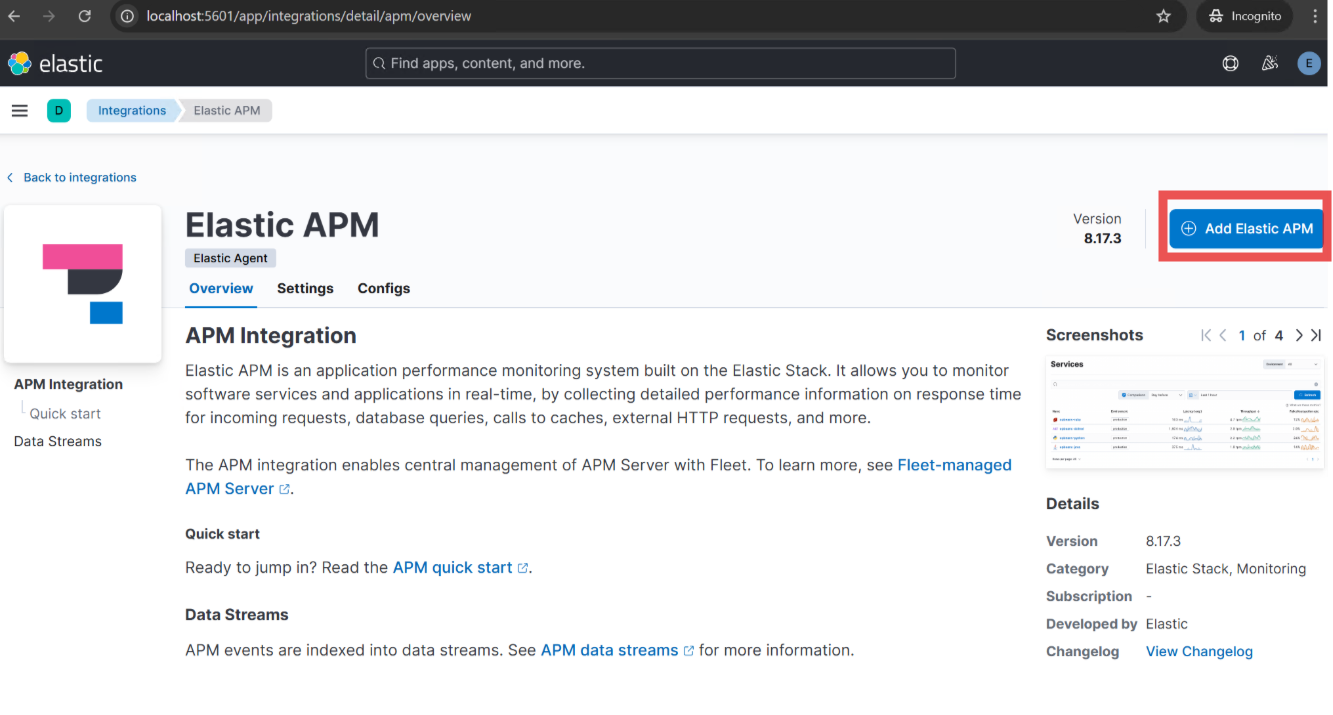 localhost:5601/app/integrations/detail/apm/overview
Incognito
elastic
Find apps, content, and more.
E
D
Integrations
Elastic APM
Back to integrations
Elastic APM
Elastic Agent
Version
8.17.3
Add Elastic APM
Overview
Settings
Configs
APM Integration
Quick start
Data Streams
APM Integration
Elastic APM is an application performance monitoring system built on the Elastic Stack. It allows you to monitor
software services and applications in real-time, by collecting detailed performance information on response time
for incoming requests, database queries, calls to caches, external HTTP requests, and more.
The APM integration enables central management of APM Server with Fleet. To learn more, see Fleet-managed
APM Server.
Quick start
Ready to jump in? Read the APM quick start.
Data Streams
APM events are indexed into data streams. See APM data streams for more information.
Screenshots
1 of 4
Services
Details
Version 8.17.3
Category Elastic Stack, Monitoring
Subscription -
Developed by Elastic
Changelog View Changelog